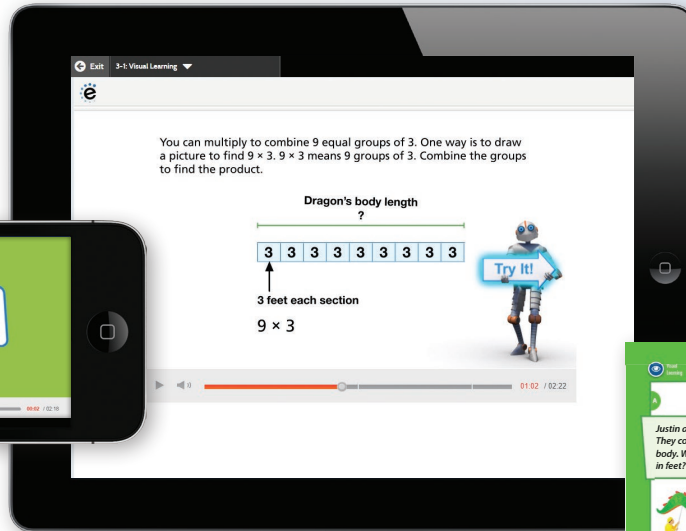 Exit 3-1: Visual Learning
e
You can multiply to combine 9 equal groups of 3. One way is to draw
a picture to find 9 × 3. 9 × 3 means 9 groups of 3. Combine the groups
to find the product.
Dragon's body length
?
3 3 3 3 3 3 3 3 3
Try It!
3 feet each section
9 × 3
01:02 / 02:22
00:02 / 02:18
Visual
Learning
A
Justin a
They co
body. W
in feet?